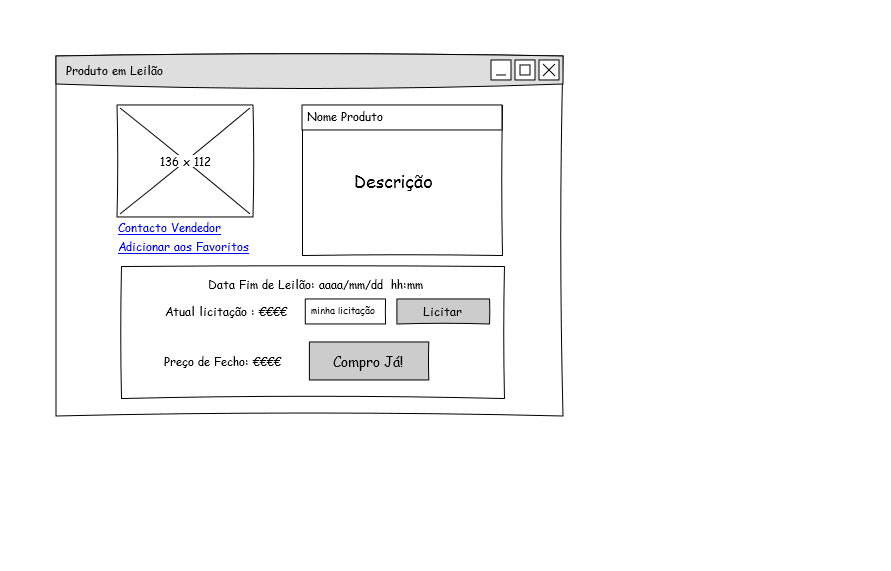 Produto em Leilão
136 x 112
Nome Produto
Descrição
Contacto Vendedor
Adicionar aos Favoritos
Data Fim de Leilão: aaaa/mm/dd hh:mm
Atual licitação : €€€€
minha licitação
Licitar
Preço de Fecho: €€€€
Compro Já!